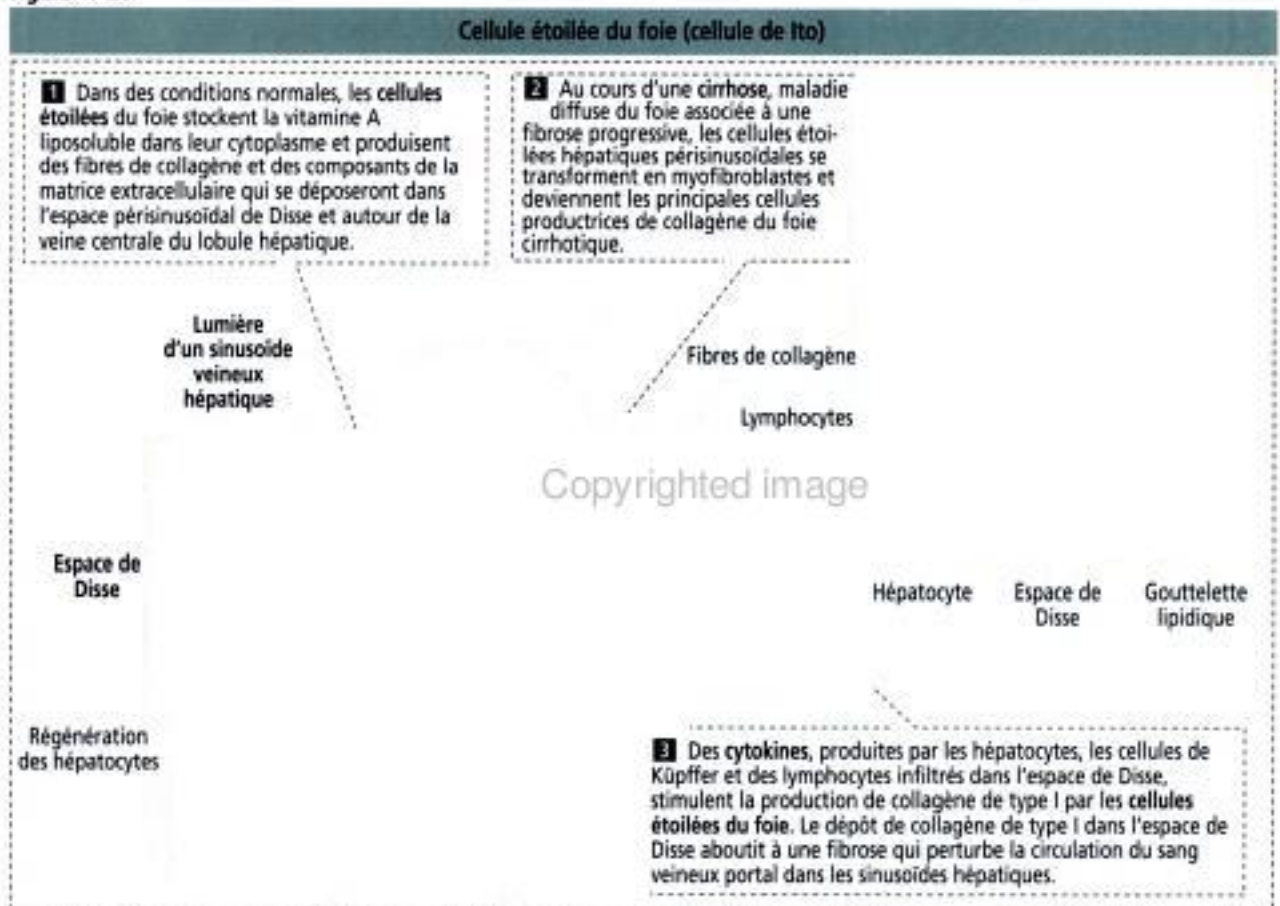 Cellule étoilée du foie (cellule de Ito)
1 Dans des conditions normales, les cellules
étoilées du foie stockent la vitamine A
liposoluble dans leur cytoplasme et produisent
des fibres de collagène et des composants de la
matrice extracellulaire qui se déposeront dans
l'espace périsinusoïdal de Disse et autour de la
veine centrale du lobule hépatique.
2 Au cours d'une cirrhose, maladie
diffuse du foie associée à une
fibrose progressive, les cellules étoi-
lées hépatiques périsinusoïdales se
transforment en myofibroblastes et
deviennent les principales cellules
productrices de collagène du foie
cirrhotique.
Lumière
d'un sinusoïde
veineux
hépatique
Fibres de collagène
Lymphocytes
Copyrighted image
Espace de
Disse
Hépatocyte
Espace de
Disse
Gouttelette
lipidique
Régénération
des hépatocytes
3 Des cytokines, produites par les hépatocytes, les cellules de
Küpffer et des lymphocytes infiltrés dans l'espace de Disse,
stimulent la production de collagène de type I par les cellules
étoilées du foie. Le dépôt de collagène de type I dans l'espace de
Disse aboutit à une fibrose qui perturbe la circulation du sang
veineux portal dans les sinusoïdes hépatiques.